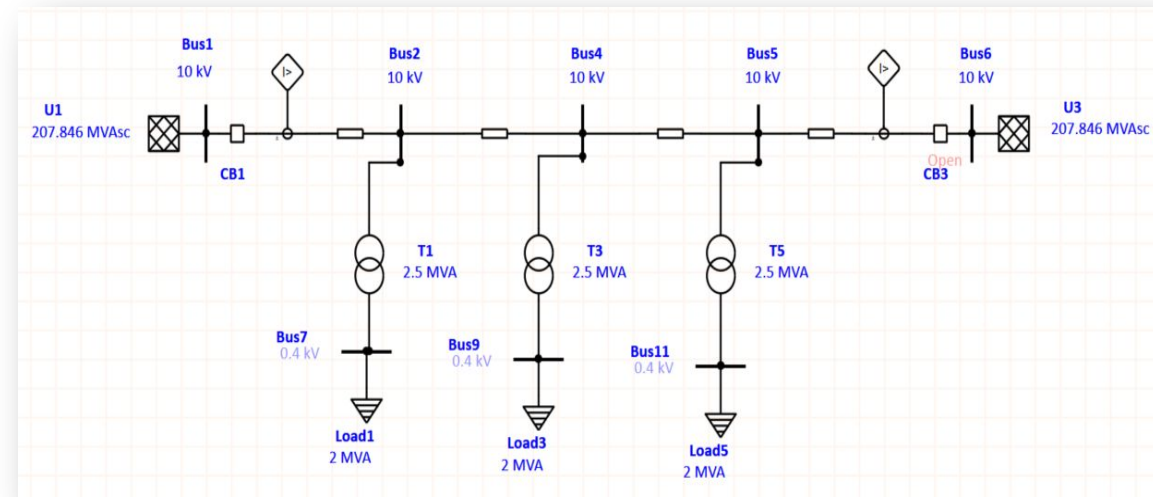 Bus1
10 kV
U1
207.846 MVAsc
CB1
I>
Bus2
10 kV
Bus4
10 kV
Bus5
10 kV
I>
Bus6
10 kV
U3
207.846 MVAsc
Open
CB3
T1
2.5 MVA
T3
2.5 MVA
T5
2.5 MVA
Bus7
0.4 kV
Bus9
0.4 kV
Bus11
0.4 kV
Load1
2 MVA
Load3
2 MVA
Load5
2 MVA